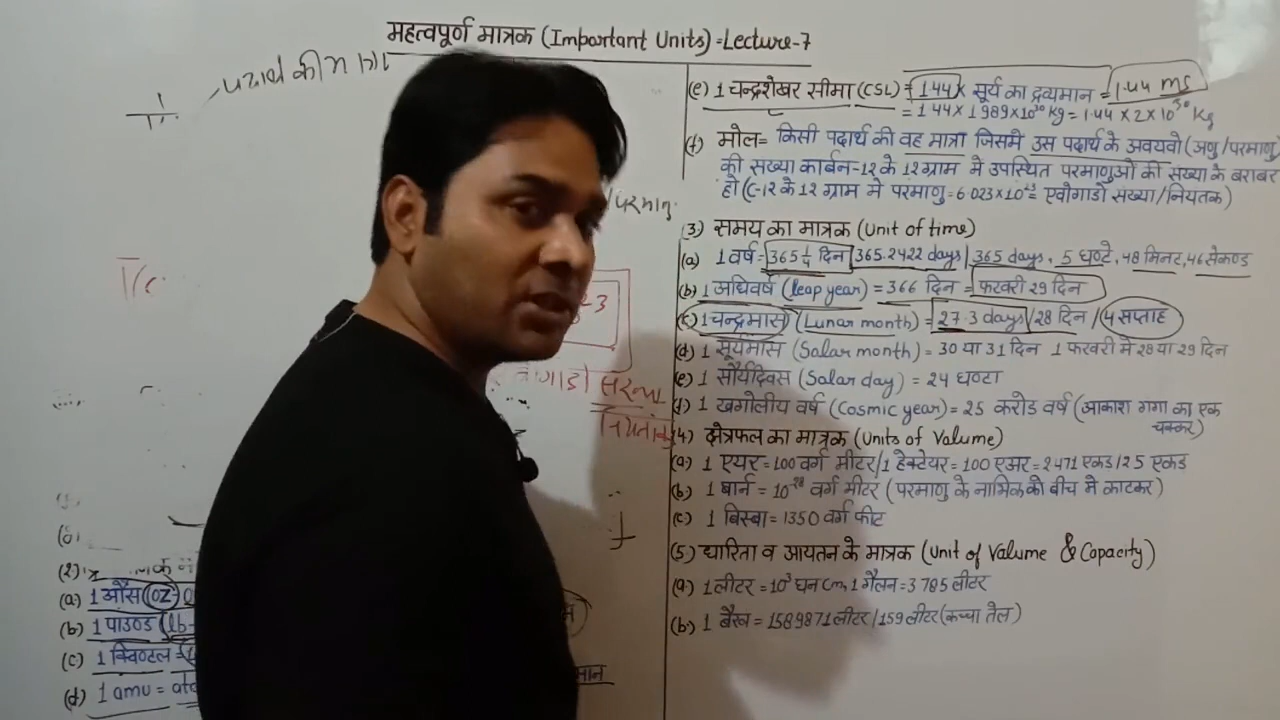 महत्वपूर्ण मात्रक (Important Units)=Lecture-7
पदार्थ की मात्रा
(e) 1 चन्द्रशेखर सीमा (CSL) = 1.44 x सूर्य का द्रव्यमान = 1.44 MS
= 1.44 x 1.989x10³⁰ Kg = 1.44 x 2x10³⁰ Kg
(f) मोल= किसी पदार्थ की वह मात्रा जिसमे उस पदार्थ के अवयवो (अणु/परमाणु
की संख्या कार्बन-12 के 12 ग्राम मे उपस्थित परमाणुओं की संख्या के बराबर
हो (C-12 के 12 ग्राम मे परमाणु=6.023x10²³= एवोगाड्रो संख्या/नियतक)
/परमाणु
(3) समय का मात्रक (Unit of time)
(a) 1 वर्ष = 365¼ दिन 365.2422 days / 365 days, 5 घण्टे, 48 मिनट, 46 सेकण्ड
(b) 1 अधिवर्ष (leap year) = 366 दिन = फरवरी 29 दिन
(c) 1 चन्द्रमास (Lunar month) = 27.3 days / 28 दिन / 4 सप्ताह
(d) 1 सूर्यमास (Salar month) = 30 या 31 दिन 1 फरवरी मे 28 या 29 दिन
(e) 1 सौर्यदिवस (Salar day) = 24 घण्टा
(f) 1 खगोलीय वर्ष (Cosmic year)= 25 करोड वर्ष (आकाश गंगा का एक
चक्कर)
(4) क्षेत्रफल का मात्रक (Units of Valume)
(a) 1 एयर = 100 वर्ग मीटर/1 हेक्टेयर = 100 एअर = 2.471 एकड/2.5 एकड
(b) 1 बार्न = 10⁻²⁸ वर्ग मीटर (परमाणु के नाभिक को बीच मे काटकर)
(c) 1 बिस्बा = 1350 वर्ग फीट
(5) धारिता व आयतन के मात्रक (Unit of Valume & Capacity)
(a) 1 लीटर = 10³ घन cm, 1 गैलन = 3.785 लीटर
(b) 1 बैरल = 158.9871 लीटर/159 लीटर (कच्चा तेल)
संख्या
नियतांक
(2)
(a) 1 औंस (OZ)
(b) 1 पाउण्ड (lb
(c) 1 क्विण्टल =
(d) 1 amu = ato